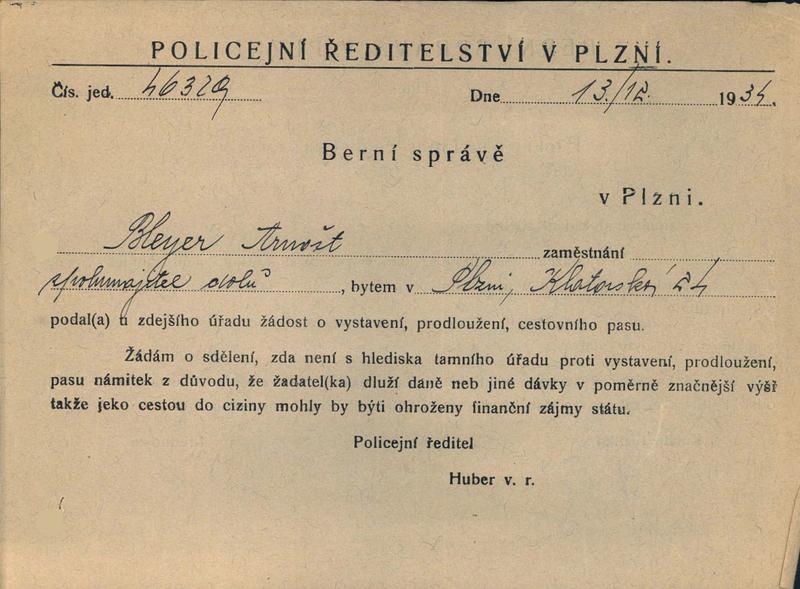 POLICEJNÍ ŘEDITELSTVÍ V PLZNÍ.
Čís. jed. 46329 Dne 13./12. 1934.
Berní správě
v Plzni.
Bleyer Arnošt zaměstnání
spolumajitel dolů, bytem v Plzni, Klatovská 24
podal(a) u zdejšího úřadu žádost o vystavení, prodloužení, cestovního pasu.
Žádám o sdělení, zda není s hlediska tamního úřadu proti vystavení, prodloužení,
pasu námitek z důvodu, že žadatel(ka) dluží daně neb jiné dávky v poměrně značnější výši
takže jeko cestou do ciziny mohly by býti ohroženy finanční zájmy státu.
Policejní ředitel
Huber v. r.